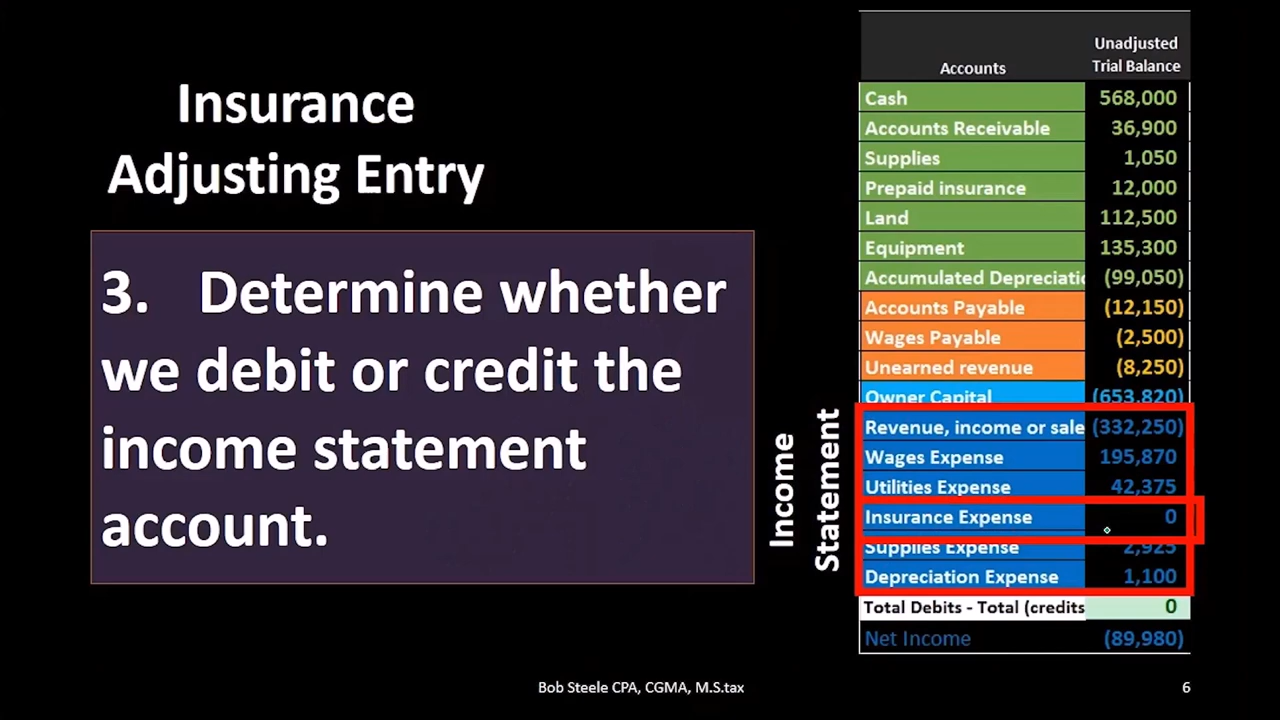 Insurance
Adjusting Entry
3. Determine whether
we debit or credit the
income statement
account.
Income
Statement
Accounts Unadjusted Trial Balance
Cash 568,000
Accounts Receivable 36,900
Supplies 1,050
Prepaid insurance 12,000
Land 112,500
Equipment 135,300
Accumulated Depreciatio (99,050)
Accounts Payable (12,150)
Wages Payable (2,500)
Unearned revenue (8,250)
Owner Capital (653,820)
Revenue, income or sale (332,250)
Wages Expense 195,870
Utilities Expense 42,375
Insurance Expense 0
Supplies Expense 2,925
Depreciation Expense 1,100
Total Debits - Total (credits 0
Net Income (89,980)
Bob Steele CPA, CGMA, M.S.tax
6